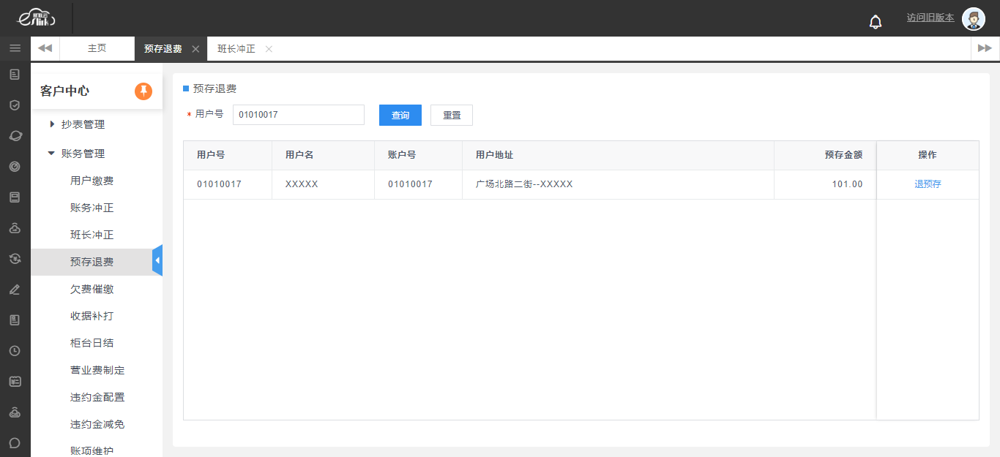 访问旧版本
主页
预存退费
班长冲正
客户中心
抄表管理
账务管理
用户缴费
账务冲正
班长冲正
预存退费
欠费催缴
收据补打
柜台日结
营业费制定
违约金配置
违约金减免
账项维护
预存退费
* 用户号 01010017 查询 重置
用户号 用户名 账户号 用户地址 预存金额 操作
01010017 XXXXX 01010017 广场北路二街--XXXXX 101.00 退预存